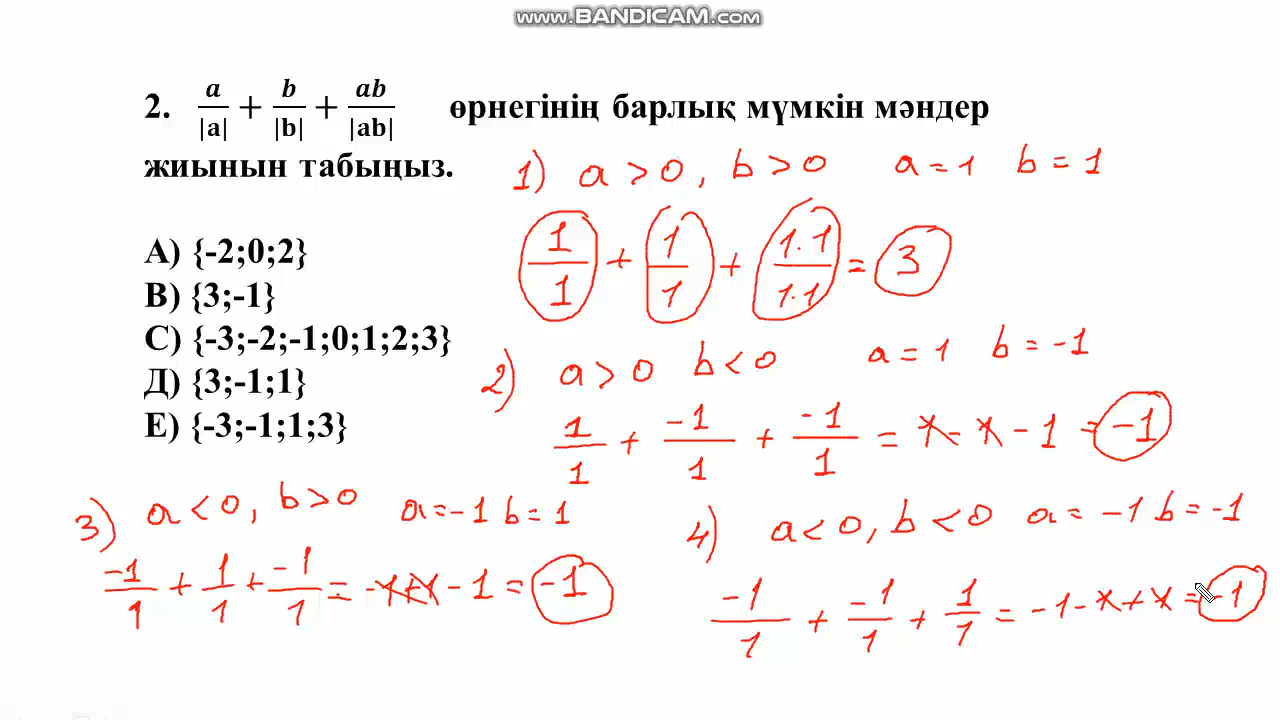 WWW.BANDICAM.COM
2. a/|a| + b/|b| + ab/|ab| өрнегінің барлық мүмкін мәндер
жиынын табыңыз.
A) {-2;0;2}
B) {3;-1}
C) {-3;-2;-1;0;1;2;3}
Д) {3;-1;1}
E) {-3;-1;1;3}
1) a > 0, b > 0 a = 1 b = 1
1/1 + 1/1 + 1·1/1·1 = 3
2) a > 0 b < 0 a = 1 b = -1
1/1 + -1/1 + -1/1 = 1 - 1 - 1 = -1
3) a < 0, b > 0 a = -1 b = 1
-1/1 + 1/1 + -1/1 = -1 + 1 - 1 = -1
4) a < 0, b < 0 a = -1 b = -1
-1/1 + -1/1 + 1/1 = -1 - 1 + 1 = -1